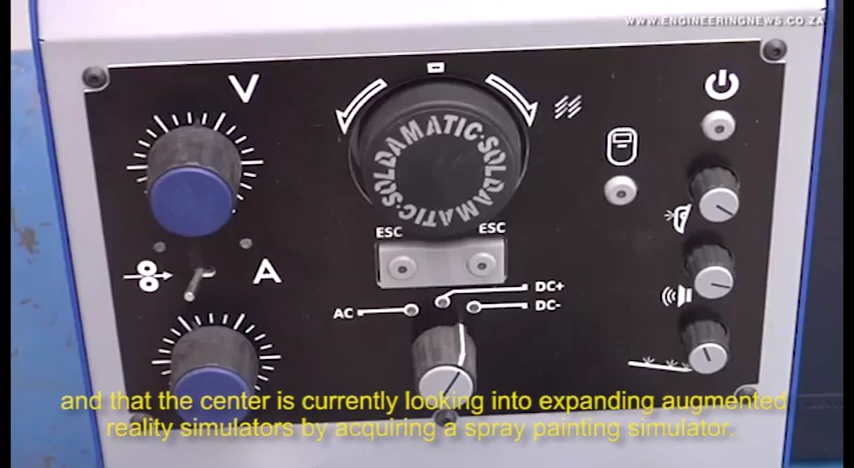 WWW.ENGINEERINGNEWS.CO.ZA
V
SOLDAMATIC·SOLDAMATIC·
ESC ESC
A
DC+
AC DC-
and that the center is currently looking into expanding augmented
reality simulators by acquiring a spray painting simulator.